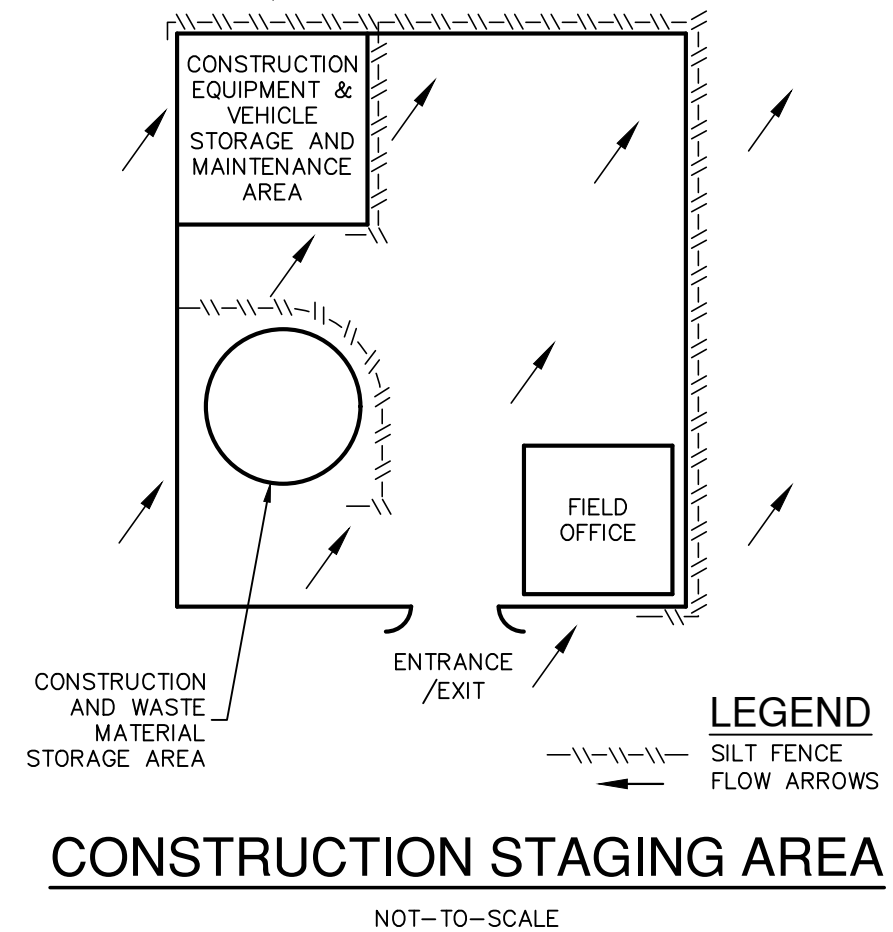 CONSTRUCTION
EQUIPMENT &
VEHICLE
STORAGE AND
MAINTENANCE
AREA
FIELD
OFFICE
ENTRANCE
/EXIT
CONSTRUCTION
AND WASTE
MATERIAL
STORAGE AREA
LEGEND
SILT FENCE
FLOW ARROWS
CONSTRUCTION STAGING AREA
NOT-TO-SCALE